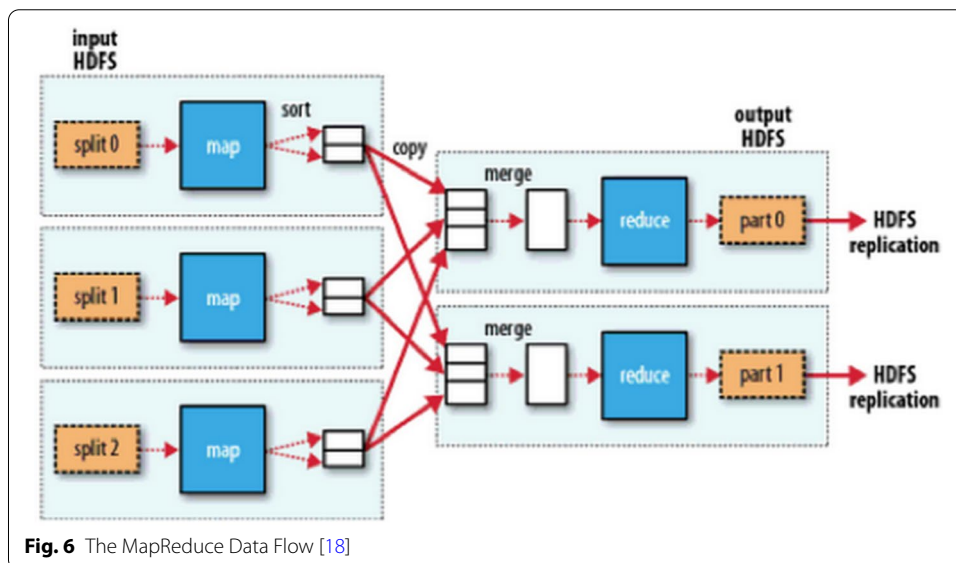 input
HDFS
split 0
map
sort
copy
split 1
map
split 2
map
output
HDFS
merge
reduce
part 0
HDFS
replication
merge
reduce
part 1
HDFS
replication
Fig. 6 The MapReduce Data Flow [18]